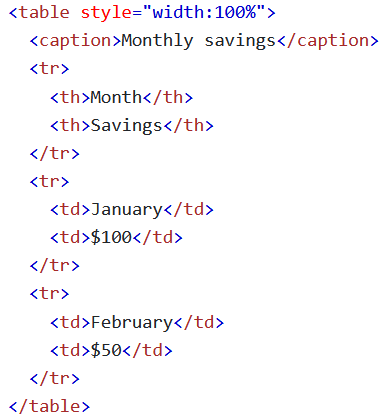 <table style="width:100%">
  <caption>Monthly savings</caption>
  <tr>
    <th>Month</th>
    <th>Savings</th>
  </tr>
  <tr>
    <td>January</td>
    <td>$100</td>
  </tr>
  <tr>
    <td>February</td>
    <td>$50</td>
  </tr>
</table>